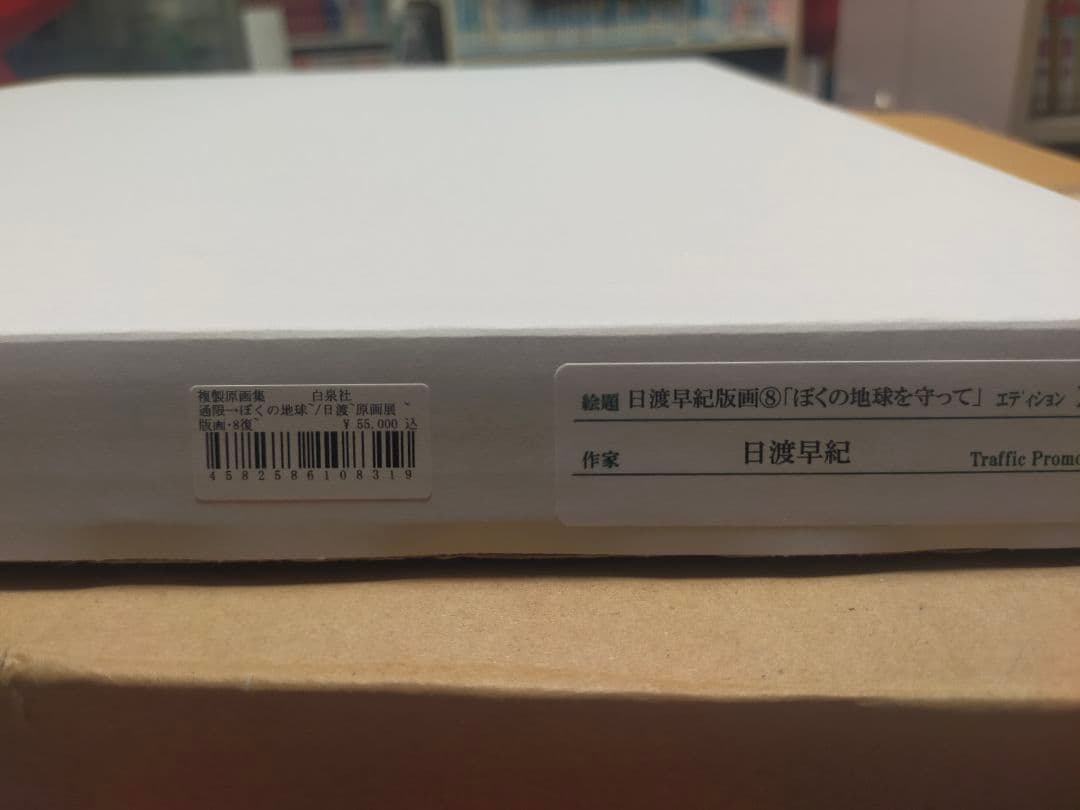 複製原画集 白泉社
通限→ぼくの地球~/日渡~原画展 ~
版画・8復~ ￥55,000 込
4582586108319
絵題 日渡早紀版画⑧「ぼくの地球を守って」 エディション
作家 日渡早紀 Traffic Promo